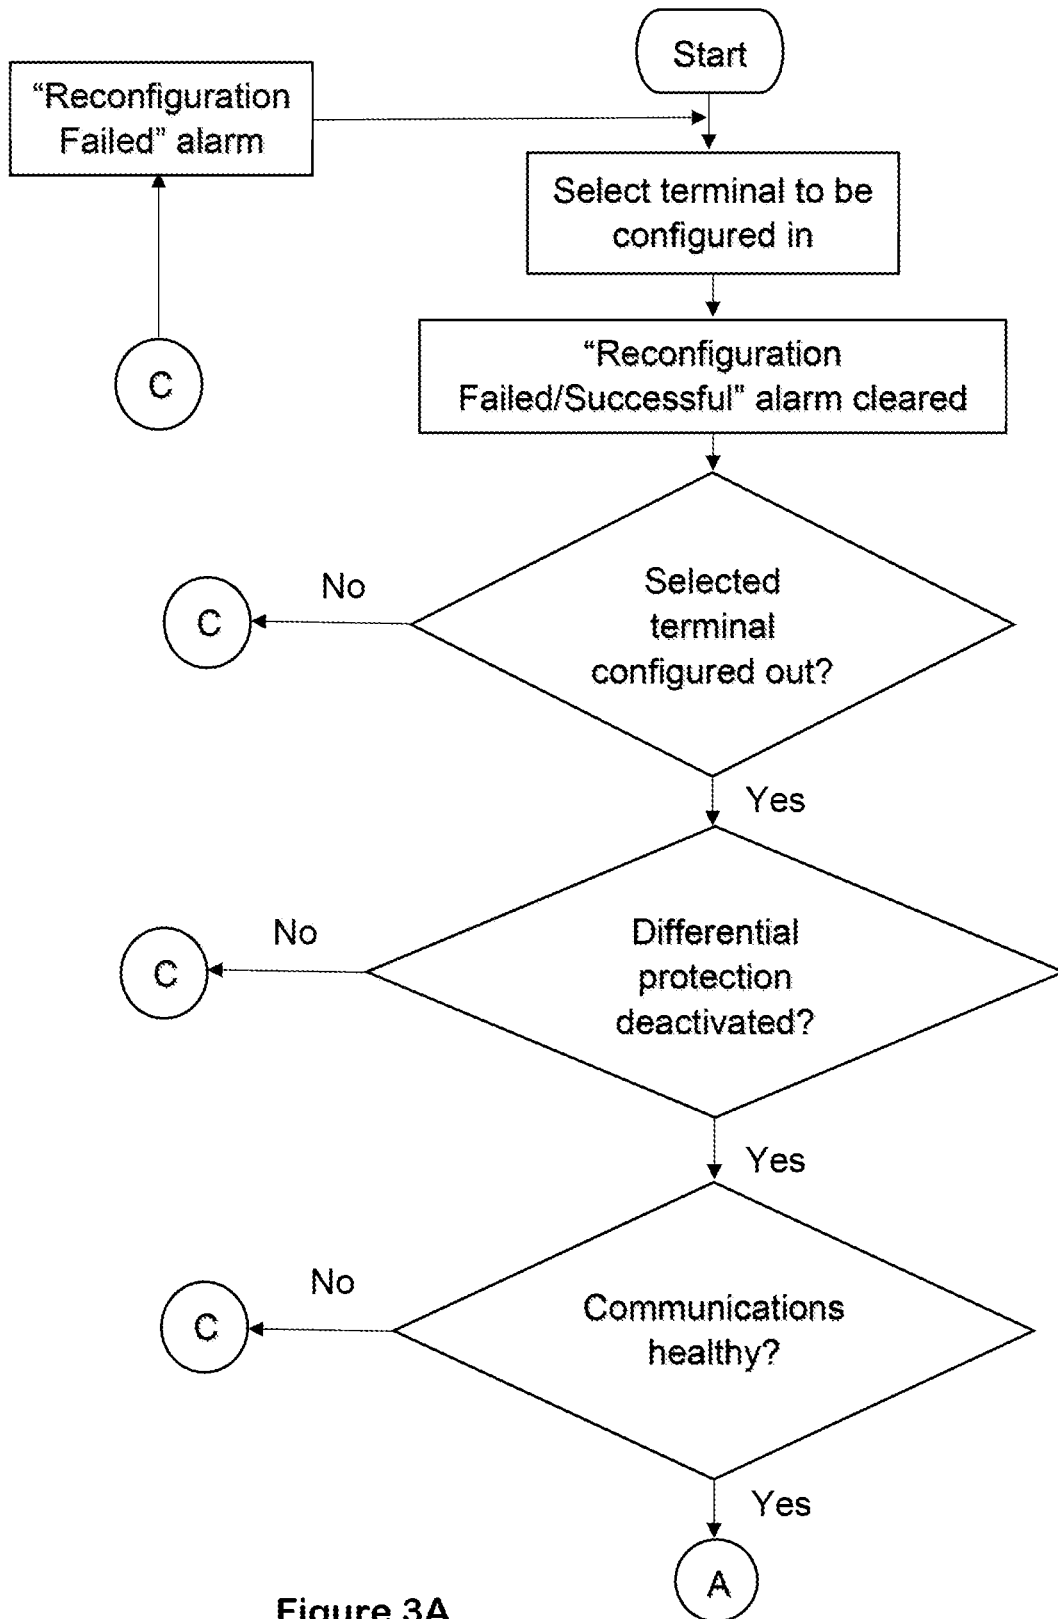 Start
“Reconfiguration
Failed” alarm
Select terminal to be
configured in
“Reconfiguration
Failed/Successful” alarm cleared
C
Selected
terminal
configured out?
No
C
Yes
Differential
protection
deactivated?
No
C
Yes
Communications
healthy?
No
C
Yes
A
Figure 3A